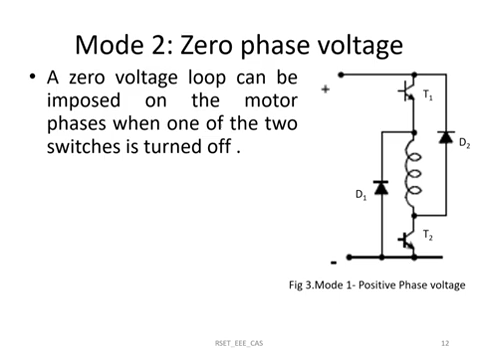 Mode 2: Zero phase voltage
• A zero voltage loop can be
imposed on the motor
phases when one of the two
switches is turned off .
+
T1
D2
D1
T2
-
Fig 3.Mode 1- Positive Phase voltage
RSET_EEE_CAS
12